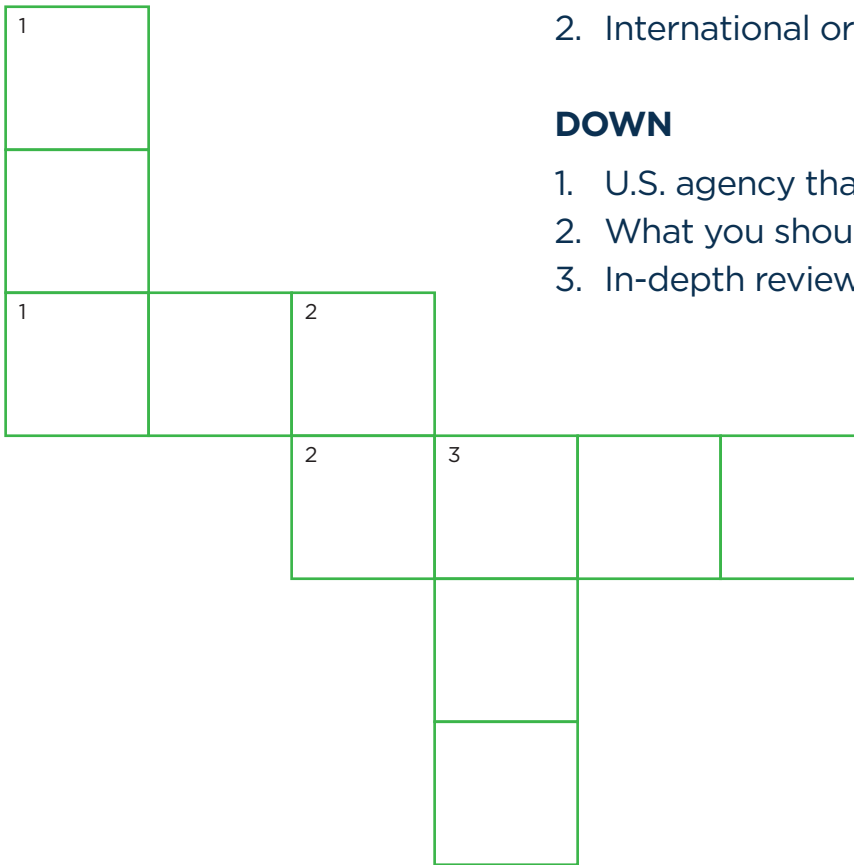 1
2. International or
DOWN
1. U.S. agency tha
2. What you shou
3. In-depth review
1 2
2 3